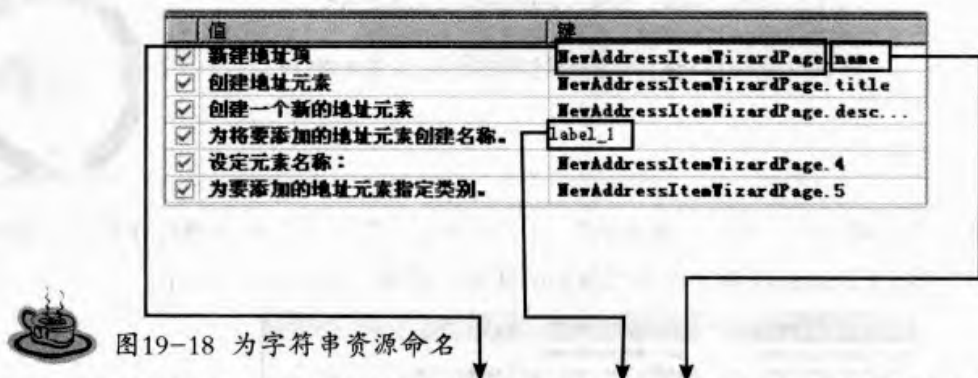 值 键
新建地址项 NewAddressItemWizardPage.name
创建地址元素 NewAddressItemWizardPage.title
创建一个新的地址元素 NewAddressItemWizardPage.desc...
为将要添加的地址元素创建名称。 label_1
设定元素名称： NewAddressItemWizardPage.4
为要添加的地址元素指定类别。 NewAddressItemWizardPage.5
图19-18 为字符串资源命名